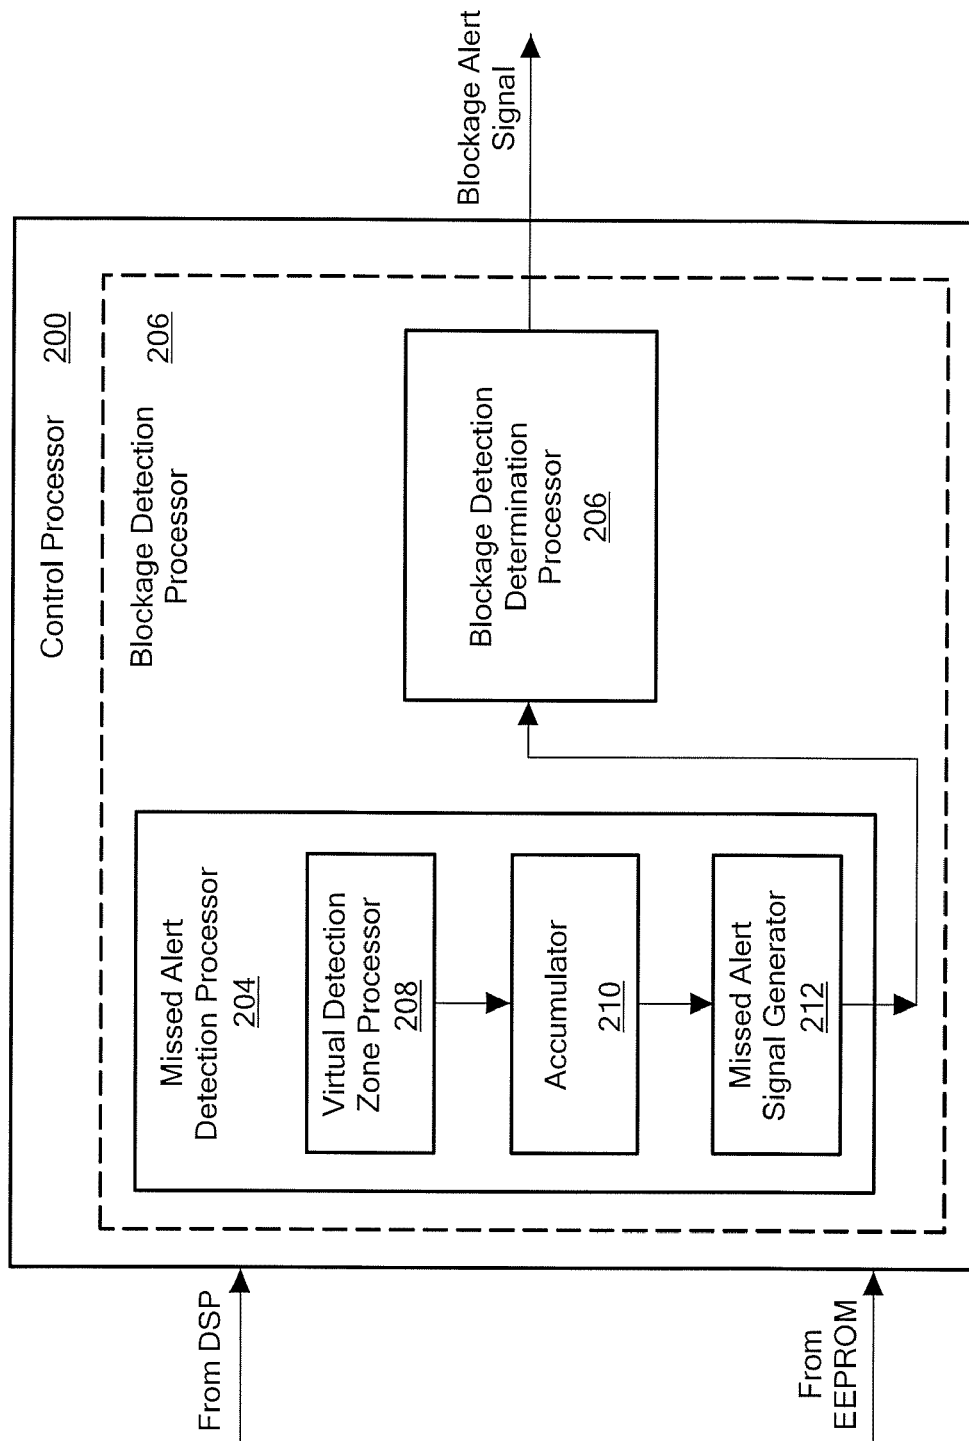 Control Processor 200
Blockage Detection 206
Processor
Missed Alert
Detection Processor
204
Virtual Detection
Zone Processor
208
Accumulator
210
Missed Alert
Signal Generator
212
Blockage Detection
Determination
Processor
206
From DSP
From
EEPROM
Blockage Alert
Signal